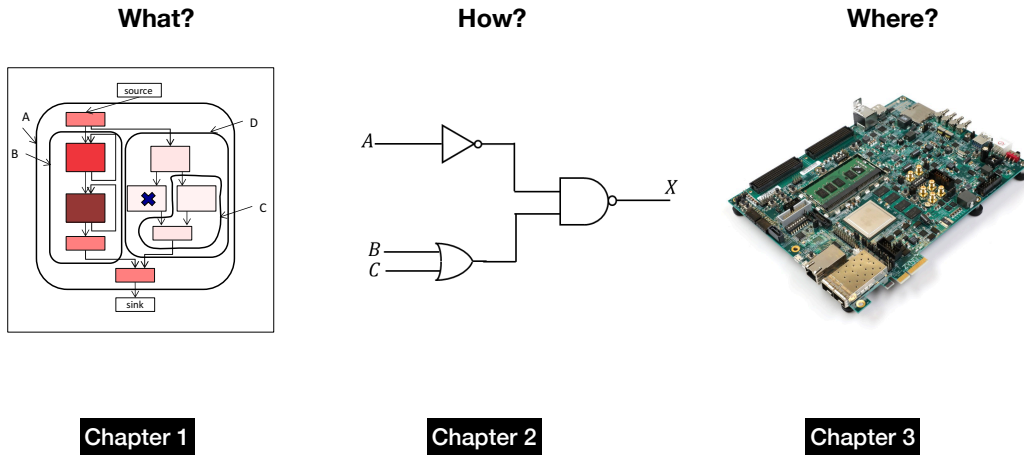 What?
How?
Where?
source
A
D
B
C
sink
A
B
C
X
Chapter 1
Chapter 2
Chapter 3